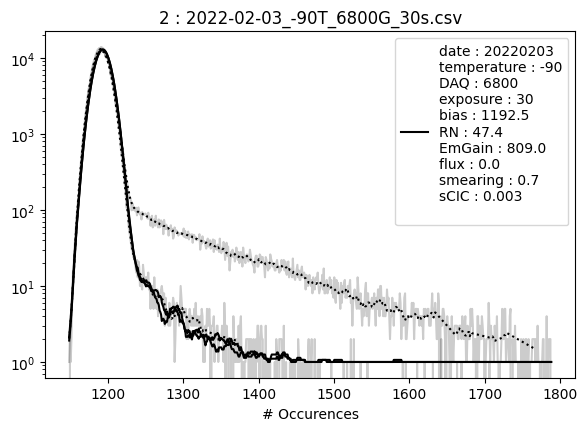 2 : 2022-02-03_-90T_6800G_30s.csv
date : 20220203
temperature : -90
DAQ : 6800
exposure : 30
bias : 1192.5
RN : 47.4
EmGain : 809.0
flux : 0.0
smearing : 0.7
sCIC : 0.003
10⁴
10³
10²
10¹
10⁰
1200 1300 1400 1500 1600 1700 1800
# Occurences